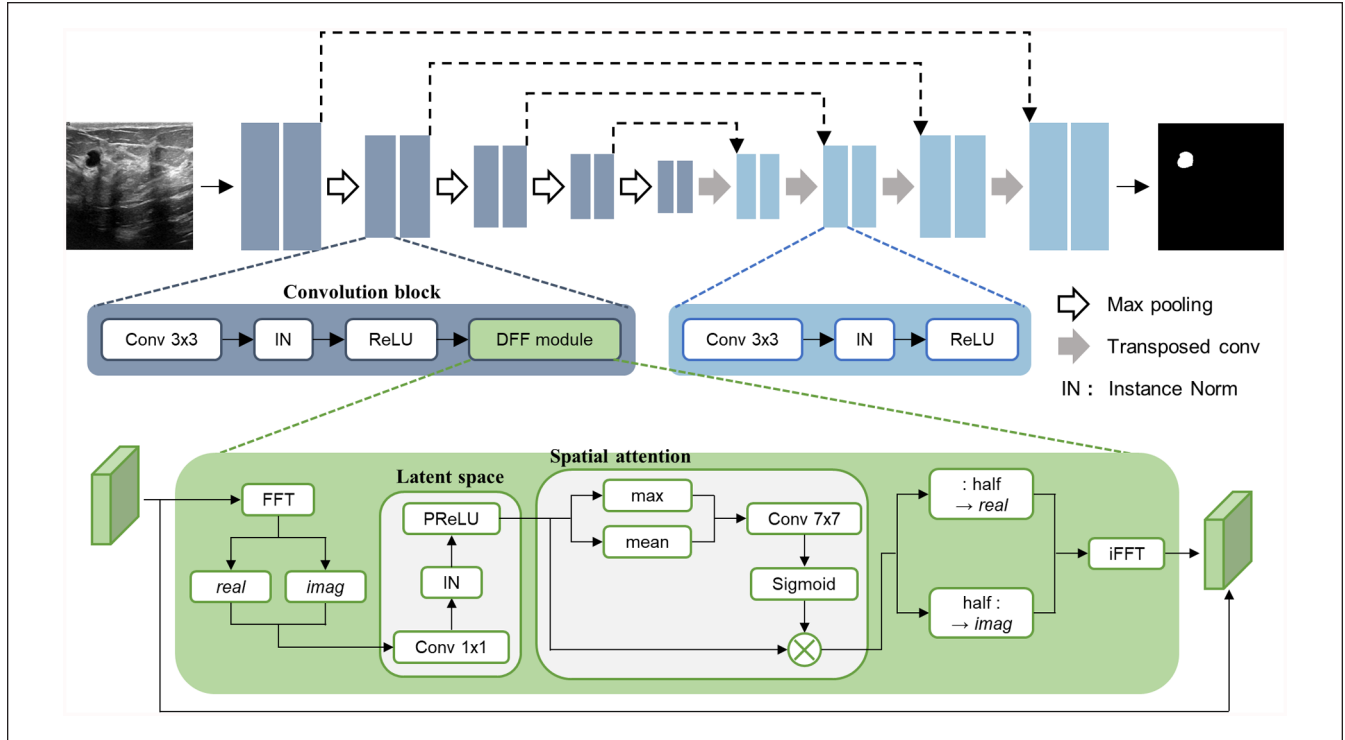 Convolution block
Conv 3x3
IN
ReLU
DFF module
Conv 3x3
IN
ReLU
Max pooling
Transposed conv
IN : Instance Norm
Spatial attention
Latent space
FFT
real
imag
PReLU
IN
Conv 1x1
max
mean
Conv 7x7
Sigmoid
: half
→ real
half :
→ imag
iFFT